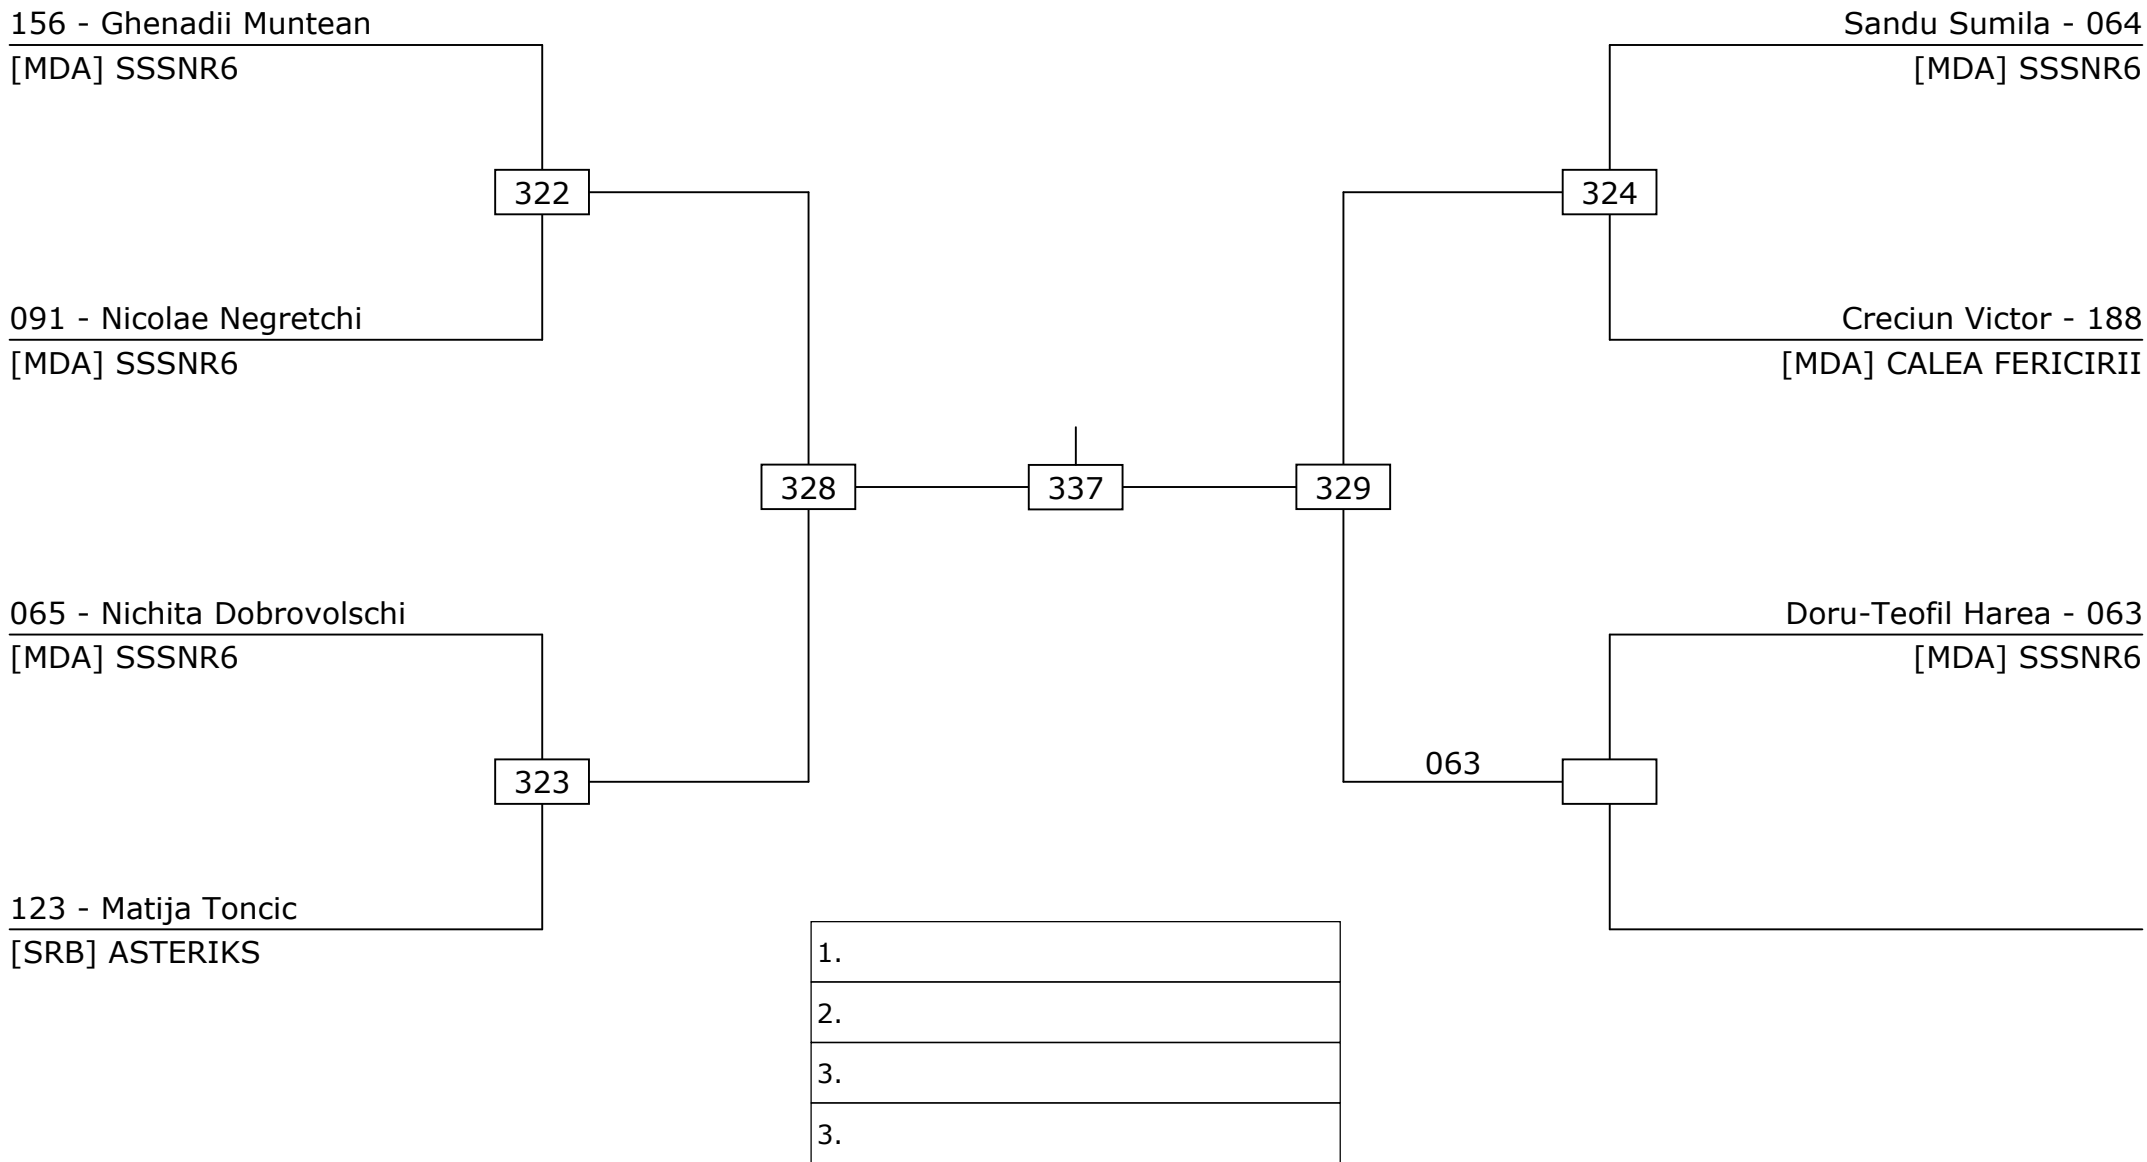 156 - Ghenadii Muntean
[MDA] SSSNR6
322
091 - Nicolae Negretchi
[MDA] SSSNR6
065 - Nichita Dobrovolschi
[MDA] SSSNR6
323
123 - Matija Toncic
[SRB] ASTERIKS
328
337
329
Sandu Sumila - 064
[MDA] SSSNR6
324
Creciun Victor - 188
[MDA] CALEA FERICIRII
Doru-Teofil Harea - 063
[MDA] SSSNR6
063
1.
2.
3.
3.